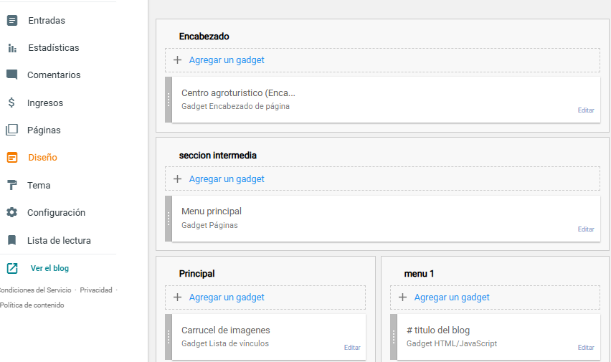 Entradas
Estadísticas
Comentarios
Ingresos
Páginas
Diseño
Tema
Configuración
Lista de lectura
Ver el blog
ondiciones del Servicio · Privacidad ·
Política de contenido
Encabezado
+ Agregar un gadget
Centro agroturistico (Enca...
Gadget Encabezado de página
Editar
seccion intermedia
+ Agregar un gadget
Menu principal
Gadget Páginas
Editar
Principal
+ Agregar un gadget
Carrucel de imagenes
Gadget Lista de vínculos
Editar
menu 1
+ Agregar un gadget
# titulo del blog
Gadget HTML/JavaScript
Editar